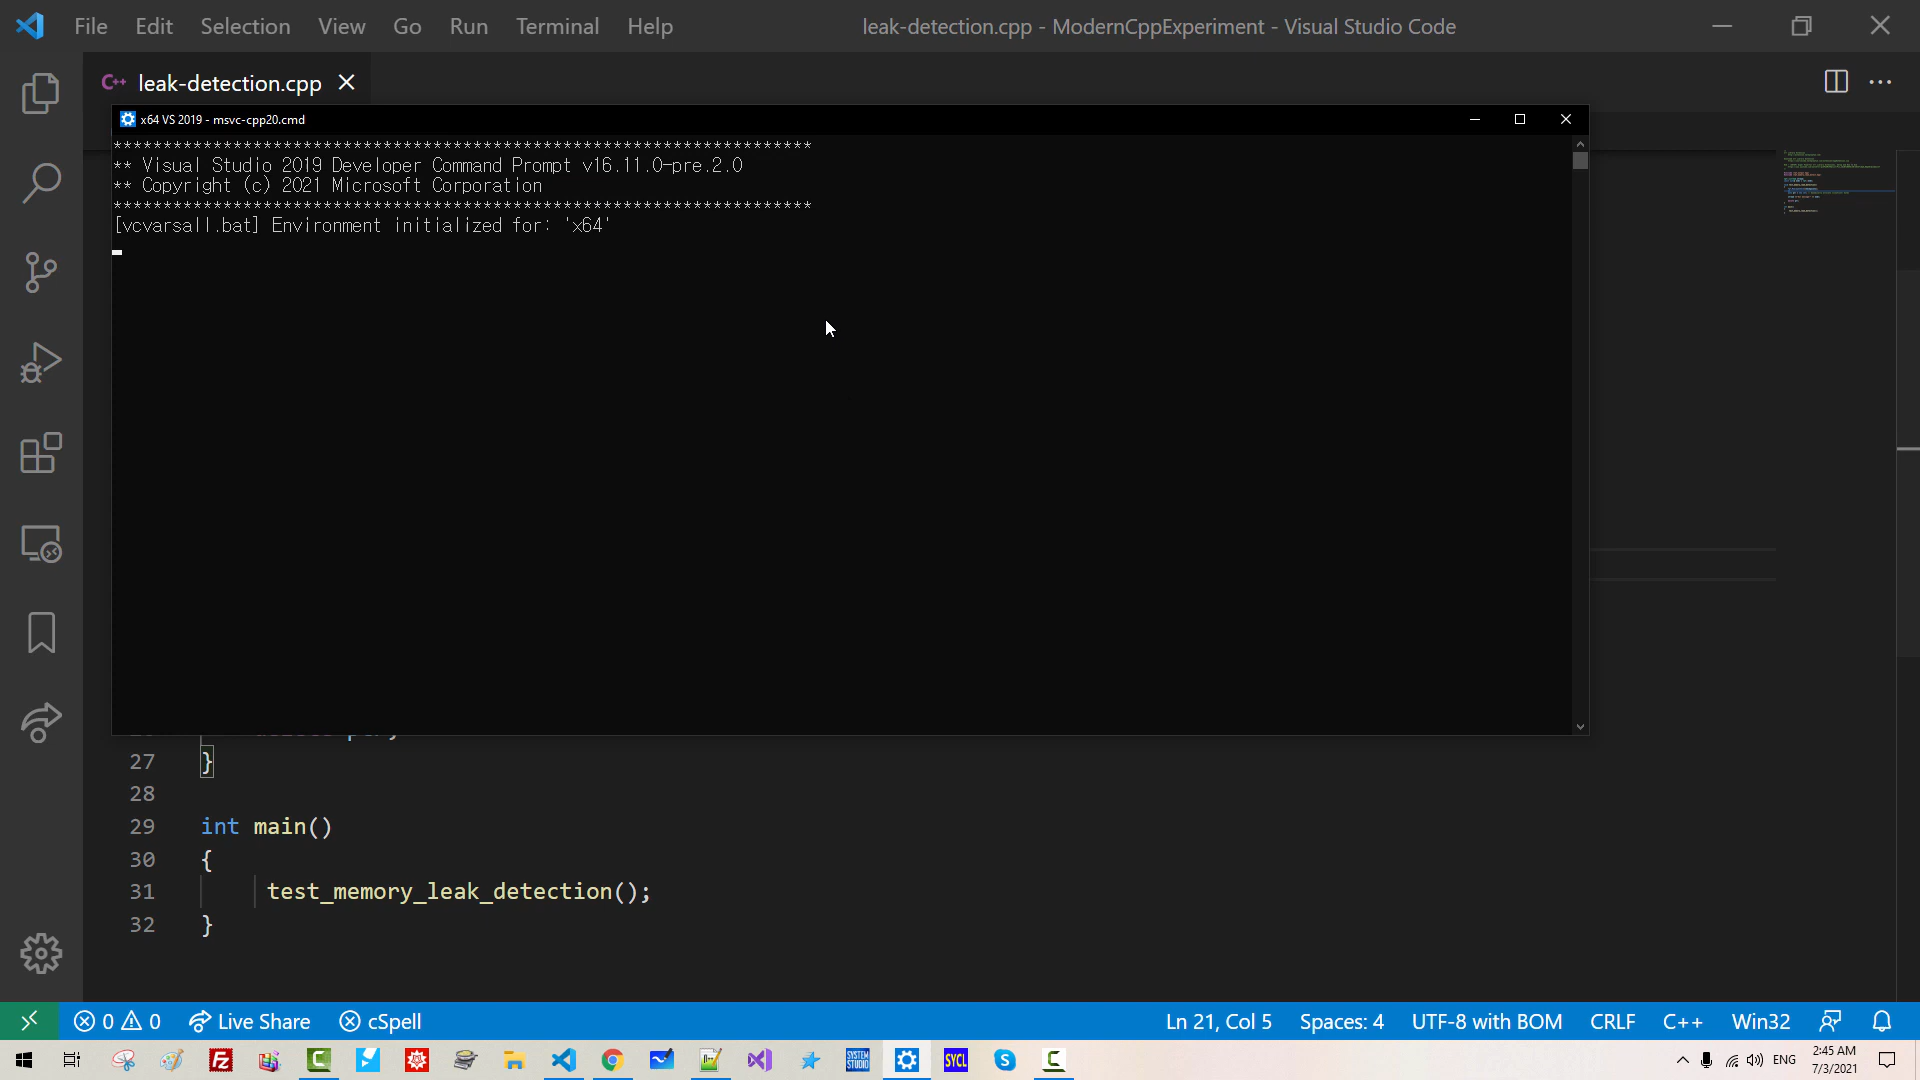 File Edit Selection View Go Run Terminal Help leak-detection.cpp - ModernCppExperiment - Visual Studio Code
C++ leak-detection.cpp
x64 VS 2019 - msvc-cpp20.cmd
**********************************************************************
** Visual Studio 2019 Developer Command Prompt v16.11.0-pre.2.0
** Copyright (c) 2021 Microsoft Corporation
**********************************************************************
[vcvarsall.bat] Environment initialized for: 'x64'
27 }
28
29 int main()
30 {
31 test_memory_leak_detection();
32 }
0 0 Live Share cSpell Ln 21, Col 5 Spaces: 4 UTF-8 with BOM CRLF C++ Win32
SYSTEM STUDIO SYCL ENG 2:45 AM
7/3/2021